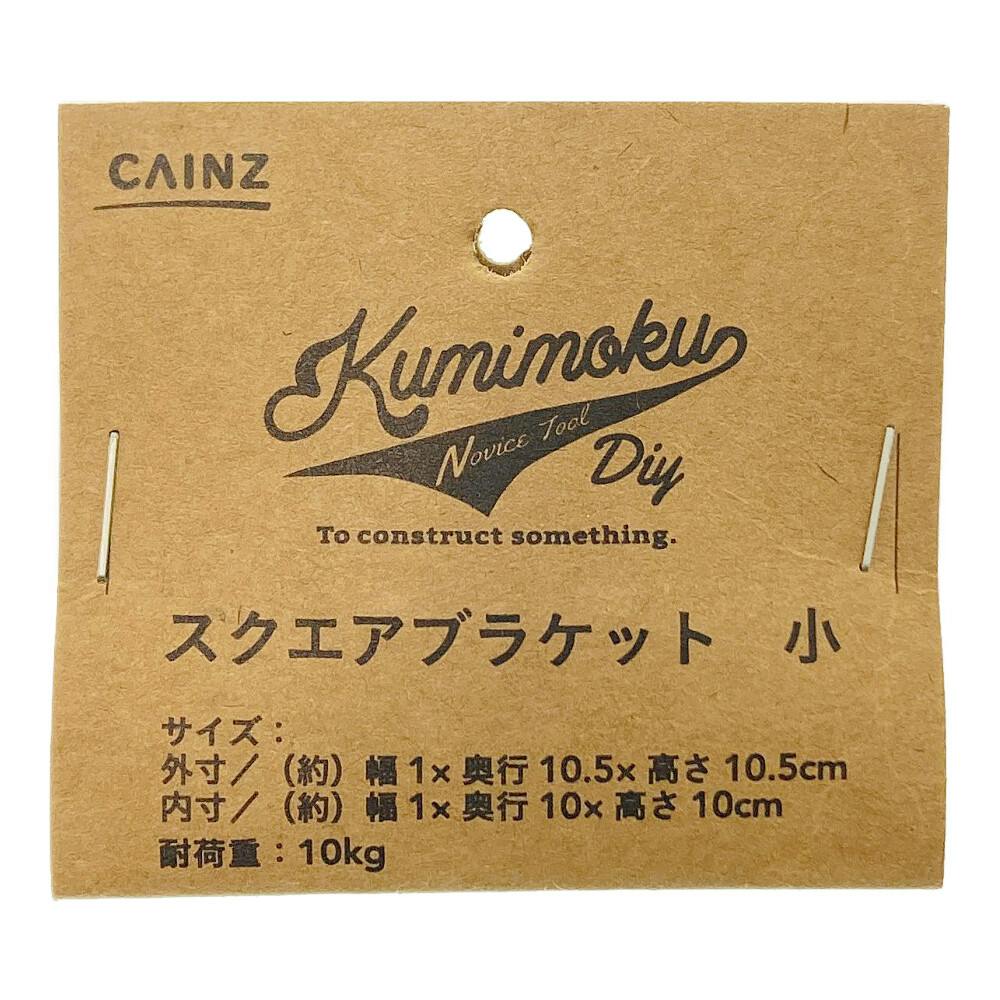 CAINZ
Kumimoku
Novice Tool
Diy
To construct something.
スクエアブラケット 小
サイズ：
外寸／（約）幅 1× 奥行 10.5× 高さ 10.5cm
内寸／（約）幅 1× 奥行 10× 高さ 10cm
耐荷重：10kg